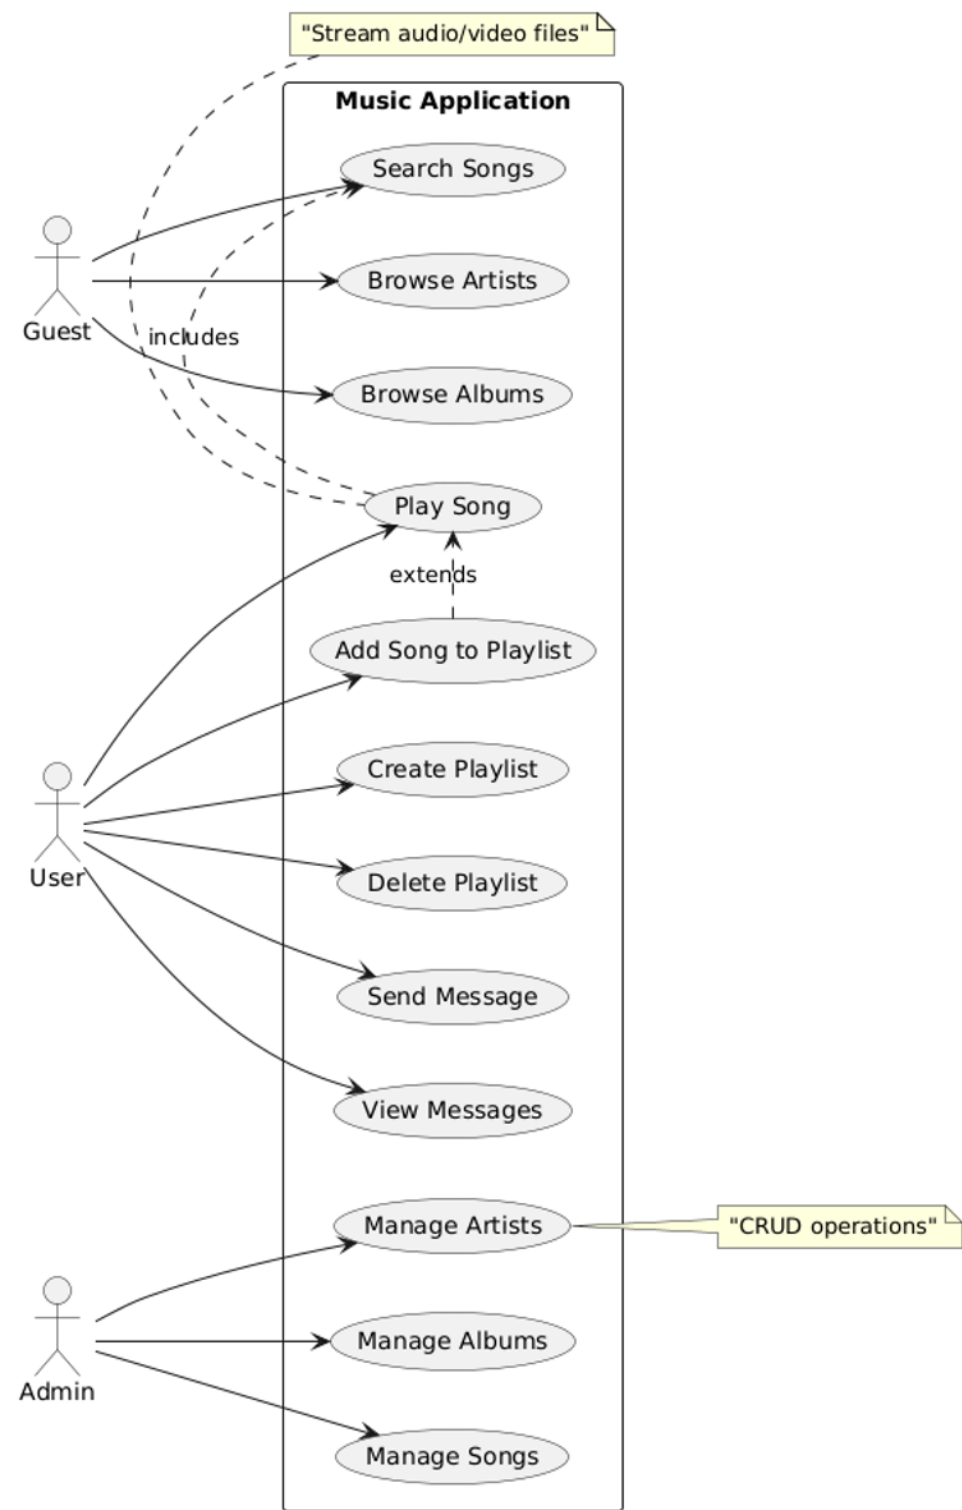 "Stream audio/video files"
Music Application
Search Songs
Browse Artists
Guest
includes
Browse Albums
Play Song
extends
Add Song to Playlist
Create Playlist
User
Delete Playlist
Send Message
View Messages
Manage Artists
"CRUD operations"
Manage Albums
Admin
Manage Songs